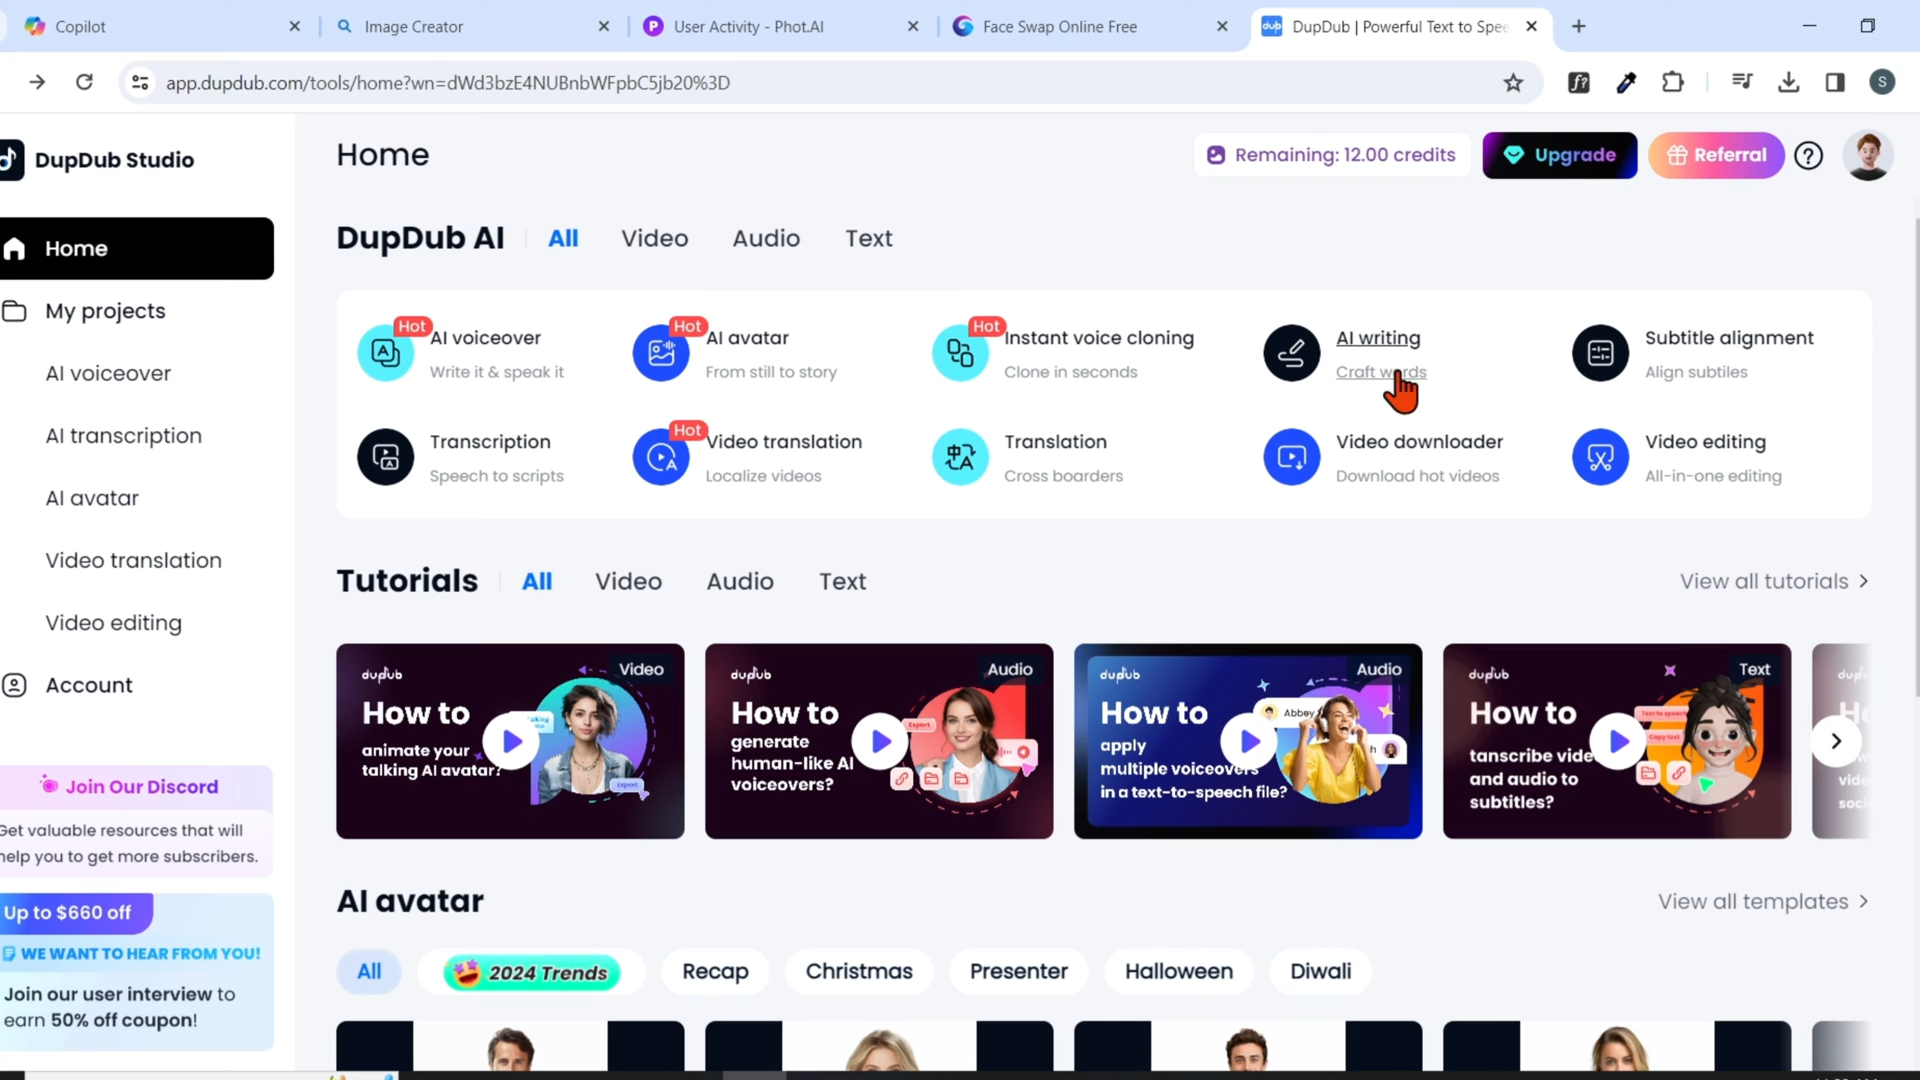 Copilot
Image Creator
User Activity - Phot.AI
Face Swap Online Free
DupDub | Powerful Text to Spee
app.dupdub.com/tools/home?wn=dWd3bzE4NUBnbWFpbC5jb20%3D
S
DupDub Studio
Home
Remaining: 12.00 credits
Upgrade
Referral
Home
My projects
AI voiceover
AI transcription
AI avatar
Video translation
Video editing
Account
Join Our Discord
Get valuable resources that will
help you to get more subscribers.
Up to $660 off
WE WANT TO HEAR FROM YOU!
Join our user interview to
earn 50% off coupon!
DupDub AI
All
Video
Audio
Text
Hot
AI voiceover
Write it & speak it
Hot
AI avatar
From still to story
Hot
Instant voice cloning
Clone in seconds
AI writing
Craft words
Subtitle alignment
Align subtiles
Transcription
Speech to scripts
Hot
Video translation
Localize videos
Translation
Cross boarders
Video downloader
Download hot videos
Video editing
All-in-one editing
Tutorials
All
Video
Audio
Text
View all tutorials
dupdub
Video
How to
animate your
talking AI avatar?
Export
dupdub
Audio
How to
generate
human-like AI
voiceovers?
Export
dupdub
Audio
How to
apply
multiple voiceovers
in a text-to-speech file?
Abbey
dupdub
Text
How to
tanscribe vide
and audio to
subtitles?
Text to speech
Copy text
AI avatar
View all templates
All
2024 Trends
Recap
Christmas
Presenter
Halloween
Diwali